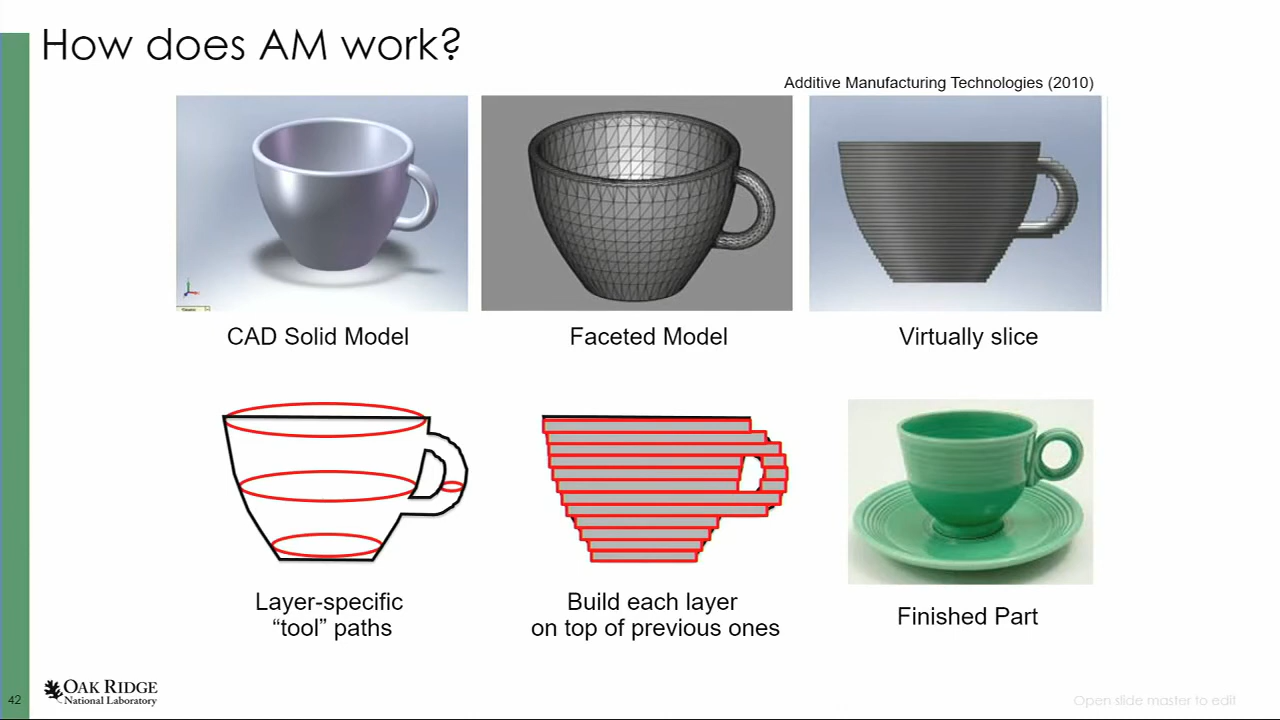 How does AM work?
Additive Manufacturing Technologies (2010)
CAD Solid Model
Faceted Model
Virtually slice
Layer-specific
“tool” paths
Build each layer
on top of previous ones
Finished Part
42
OAK RIDGE
National Laboratory
Open slide master to edit